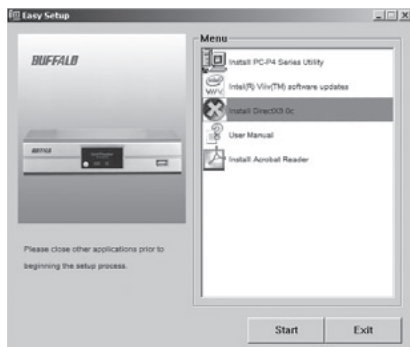 Easy Setup
BUFFALO
Menu
Install PC-P4 Series Utility
Intel(R) Viiv(TM) software updates
Install DirectX9.0c
User Manual
Install Acrobat Reader
Please close other applications prior to
beginning the setup process.
Start
Exit